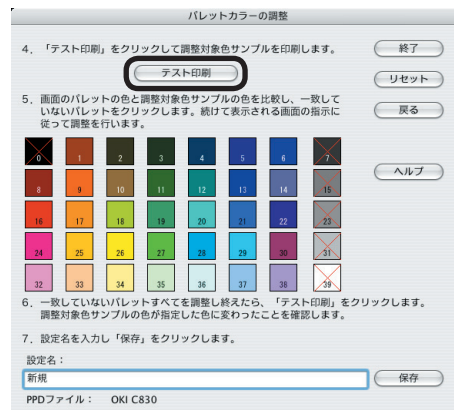 パレットカラーの調整
4. 「テスト印刷」をクリックして調整対象色サンプルを印刷します。
終了
テスト印刷
リセット
5. 画面のパレットの色と調整対象色サンプルの色を比較し、一致して
いないパレットをクリックします。続けて表示される画面の指示に
従って調整を行います。
戻る
ヘルプ
0 1 2 3 4 5 6 7
8 9 10 11 12 13 14 15
16 17 18 19 20 21 22 23
24 25 26 27 28 29 30 31
32 33 34 35 36 37 38 39
6. 一致していないパレットすべてを調整し終えたら、「テスト印刷」をクリックします。
調整対象色サンプルの色が指定した色に変わったことを確認します。
7. 設定名を入力し「保存」をクリックします。
設定名：
新規
保存
PPDファイル： OKI C830